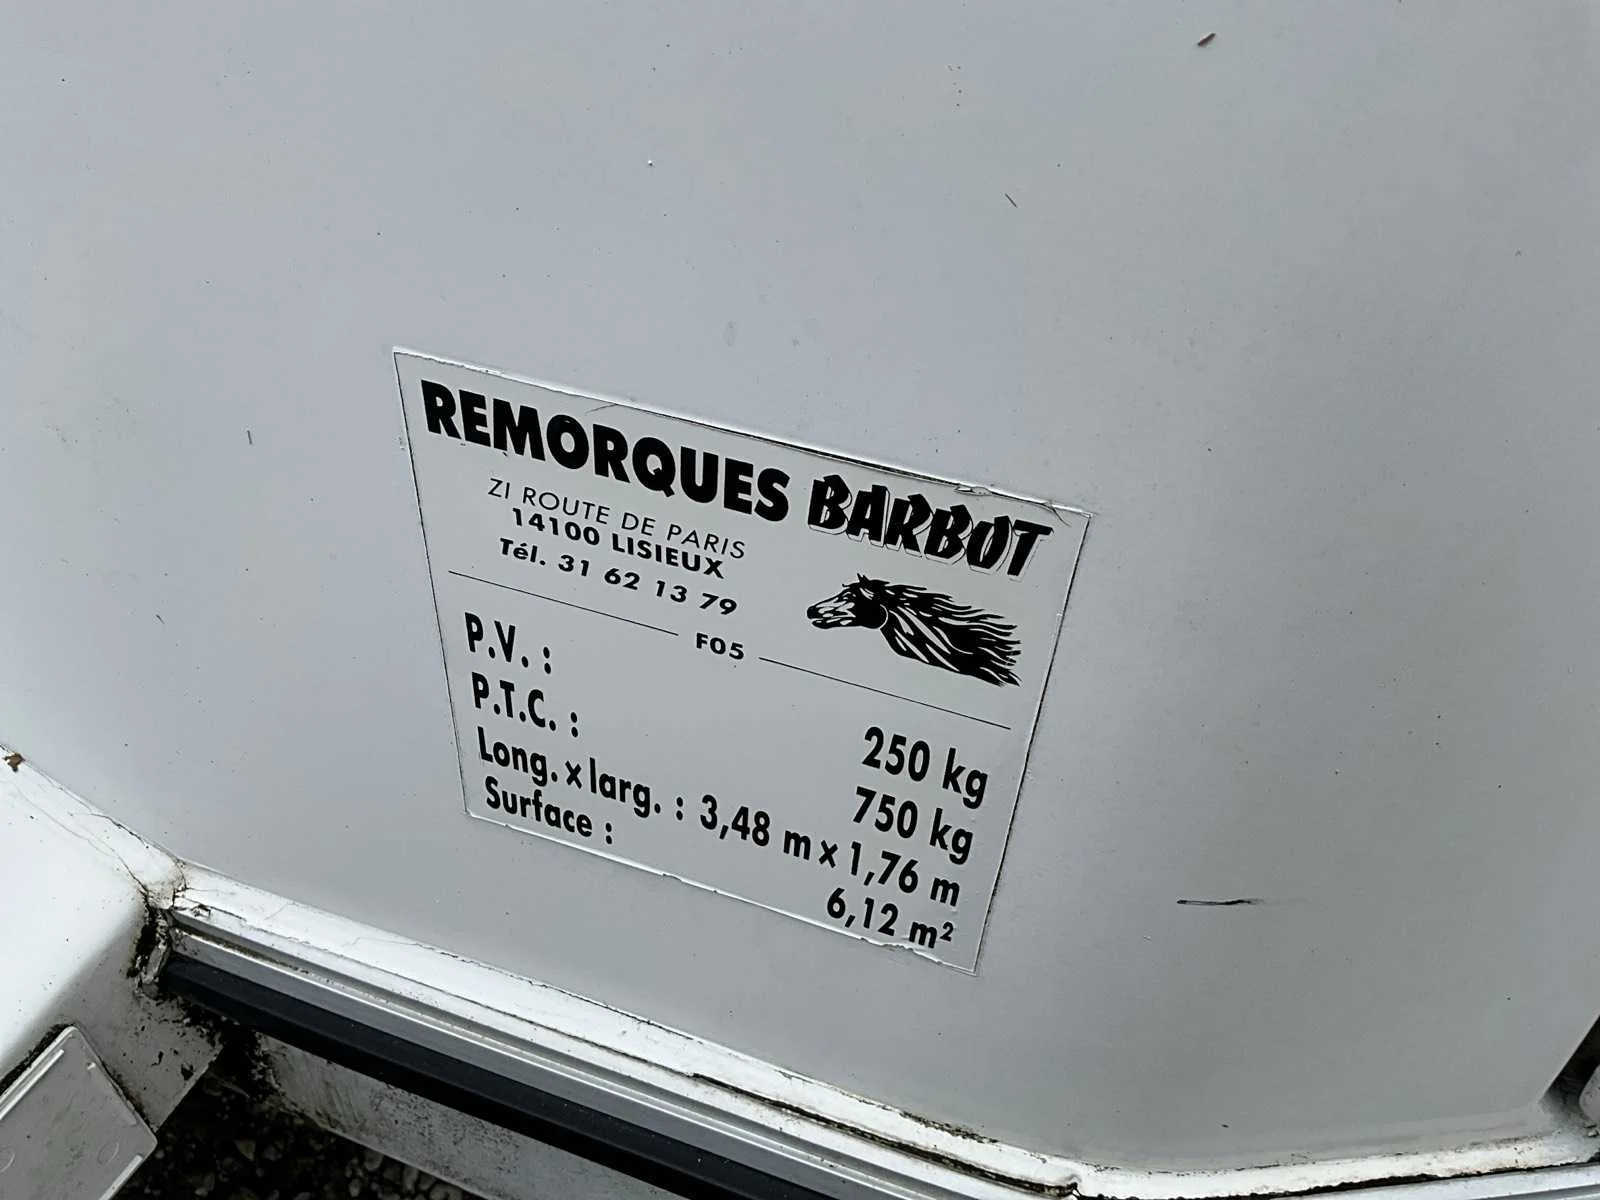 REMORQUES BARBOT
ZI ROUTE DE PARIS
14100 LISIEUX
Tél. 31 62 13 79
F05
P.V. : 250 kg
P.T.C. : 750 kg
Long. x larg. : 3,48 m x 1,76 m
Surface : 6,12 m²